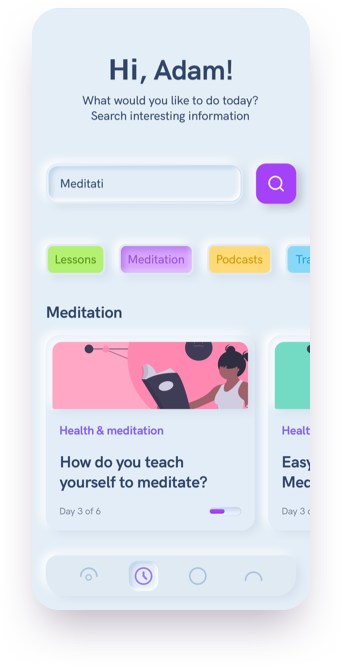 Hi, Adam!
What would you like to do today?
Search interesting information
Meditati
Lessons
Meditation
Podcasts
Tra
Meditation
Health & meditation
How do you teach
yourself to meditate?
Day 3 of 6
Healt
Easy
Med
Day 3 o